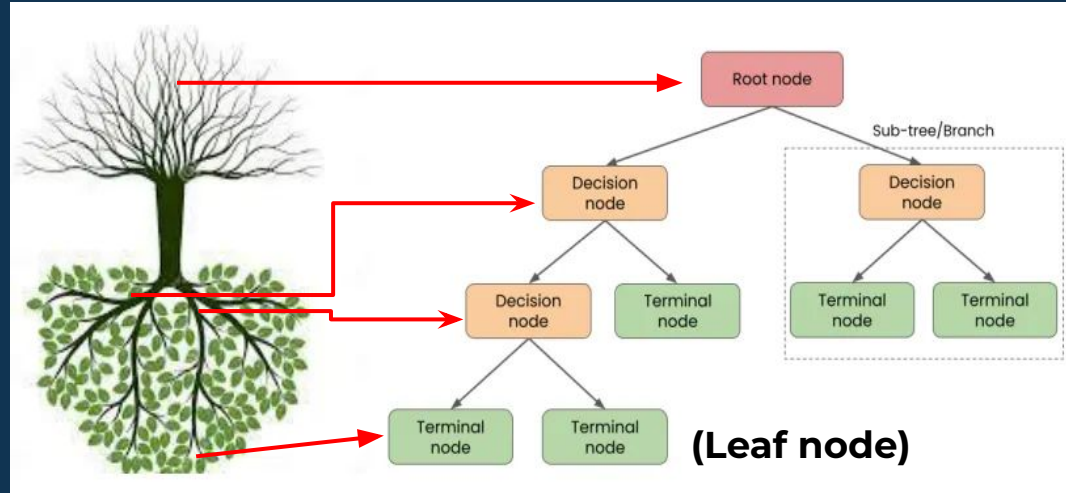 Root node
Sub-tree/Branch
Decision
node
Decision
node
Decision
node
Terminal
node
Terminal
node
Terminal
node
Terminal
node
Terminal
node
(Leaf node)